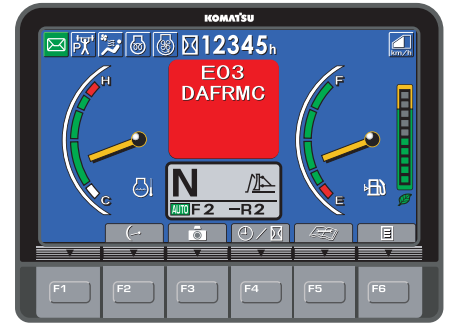 KOMATSU
P
12345h
km/h
E03
DAFRMC
H
C
F
E
N
AUTO F2 -R2
F1 F2 F3 F4 F5 F6